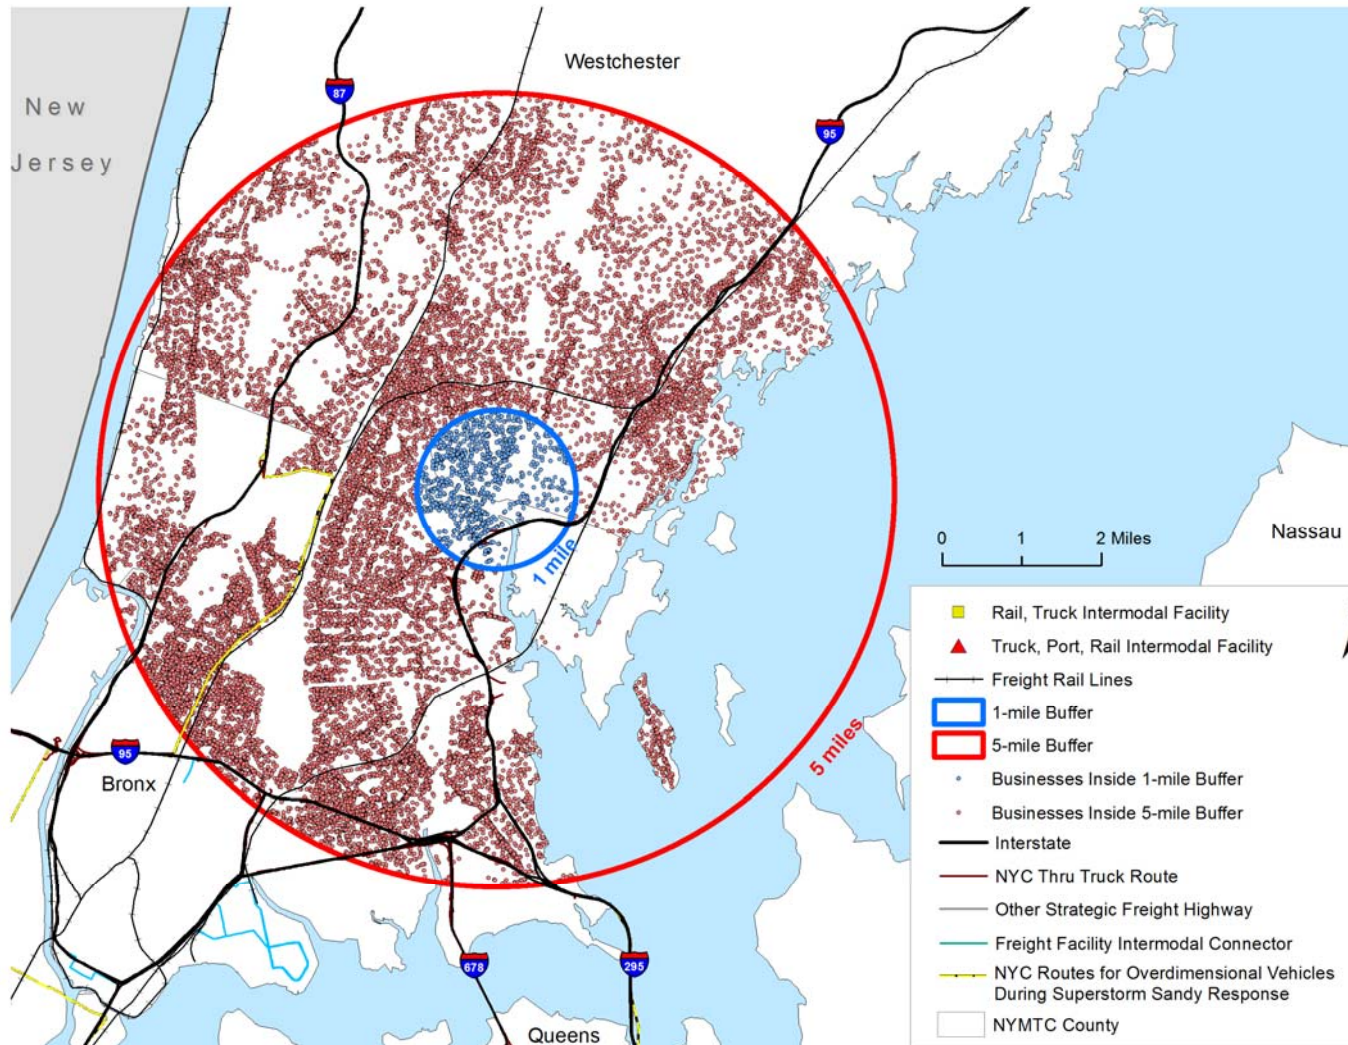 Westchester
87
New
Jersey
95
1 mile
0 1 2 Miles
Nassau
5 miles
95
Bronx
678
295
Queens
Rail, Truck Intermodal Facility
Truck, Port, Rail Intermodal Facility
Freight Rail Lines
1-mile Buffer
5-mile Buffer
Businesses Inside 1-mile Buffer
Businesses Inside 5-mile Buffer
Interstate
NYC Thru Truck Route
Other Strategic Freight Highway
Freight Facility Intermodal Connector
NYC Routes for Overdimensional Vehicles
During Superstorm Sandy Response
NYMTC County